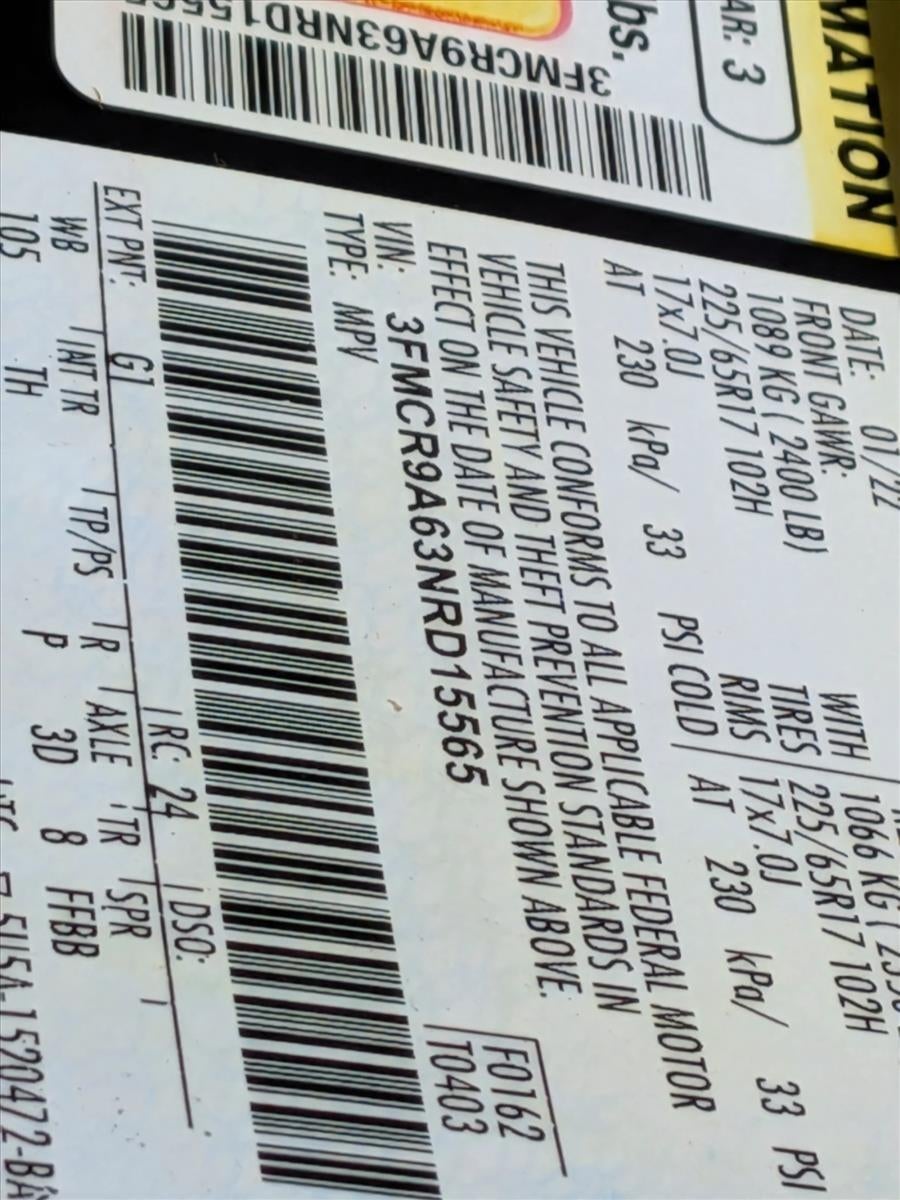 MATION
AR: 3
bs.
3FMCR9A63NRD155
DATE: 01/22
FRONT GAWR:
1089 KG ( 2400 LB)
WITH 1066 KG (
225/65R17 102H
TIRES 225/65R17 102H
17x7.0J
RIMS 17x7.0J
AT 230 kPa/ 33 PSI COLD
AT 230 kPa/ 33 PSI
THIS VEHICLE CONFORMS TO ALL APPLICABLE FEDERAL MOTOR
VEHICLE SAFETY AND THEFT PREVENTION STANDARDS IN
EFFECT ON THE DATE OF MANUFACTURE SHOWN ABOVE.
VIN: 3FMCR9A63NRD15565
TYPE: MPV
F0162
T0403
EXT PNT: G1 RC: 24 DSO:
WB INT TR TP/PS R AXLE TR SPR
105 TH P 3D 8 FFBB